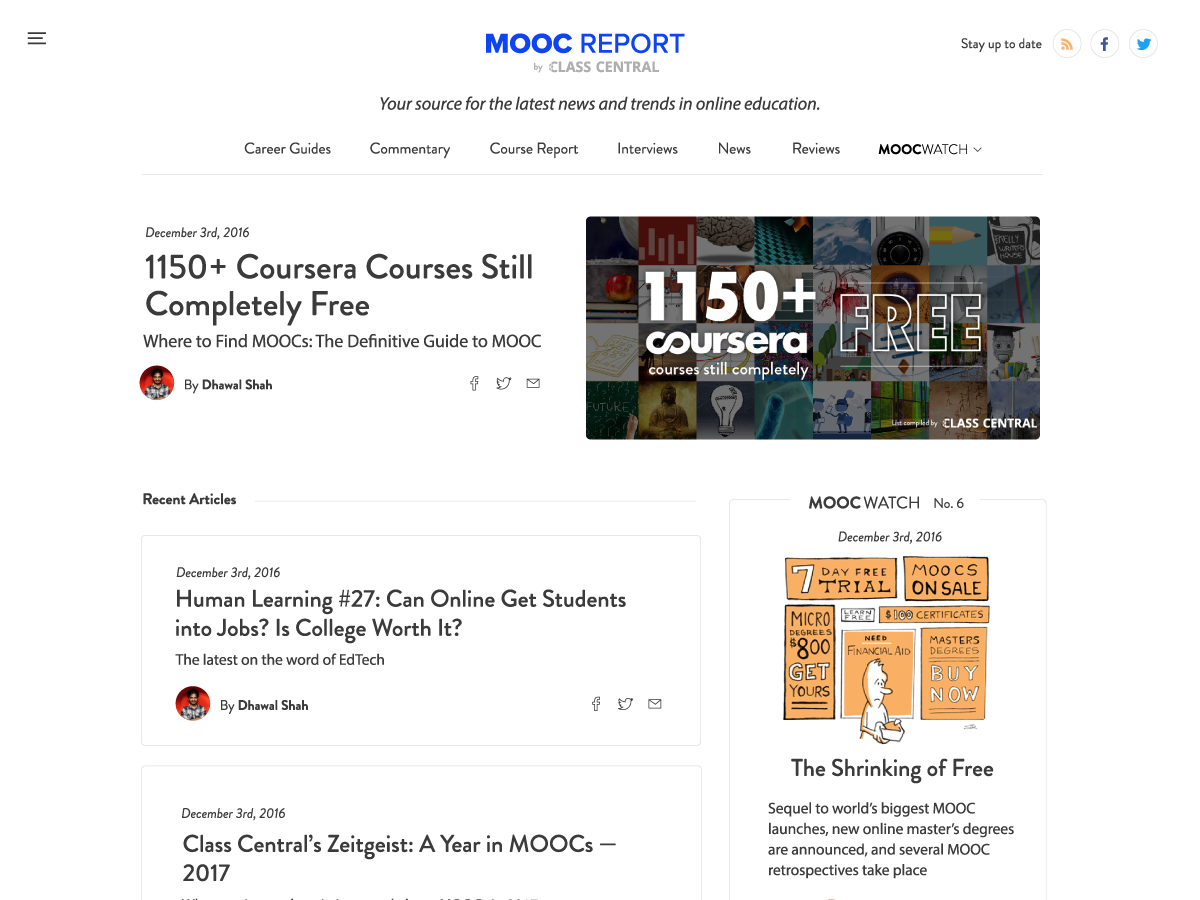 MOOC REPORT
by CLASS CENTRAL
Stay up to date
Your source for the latest news and trends in online education.
Career Guides
Commentary
Course Report
Interviews
News
Reviews
MOOCWATCH
December 3rd, 2016
1150+ Coursera Courses Still
Completely Free
Where to Find MOOCs: The Definitive Guide to MOOC
By Dhawal Shah
1150+
coursera
courses still completely
FREE
FUTURE
List compiled by CLASS CENTRAL
Recent Articles
December 3rd, 2016
Human Learning #27: Can Online Get Students
into Jobs? Is College Worth It?
The latest on the word of EdTech
By Dhawal Shah
December 3rd, 2016
Class Central’s Zeitgeist: A Year in MOOCs —
2017
MOOCWATCH No. 6
December 3rd, 2016
7 DAY FREE
TRIAL
MOOCS
ON SALE
MICRO
DEGREES
$800
GET
YOURS
LEARN
FREE
$100 CERTIFICATES
NEED
FINANCIAL AID
MASTERS
DEGREES
BUY
NOW
The Shrinking of Free
Sequel to world’s biggest MOOC
launches, new online master’s degrees
are announced, and several MOOC
retrospectives take place